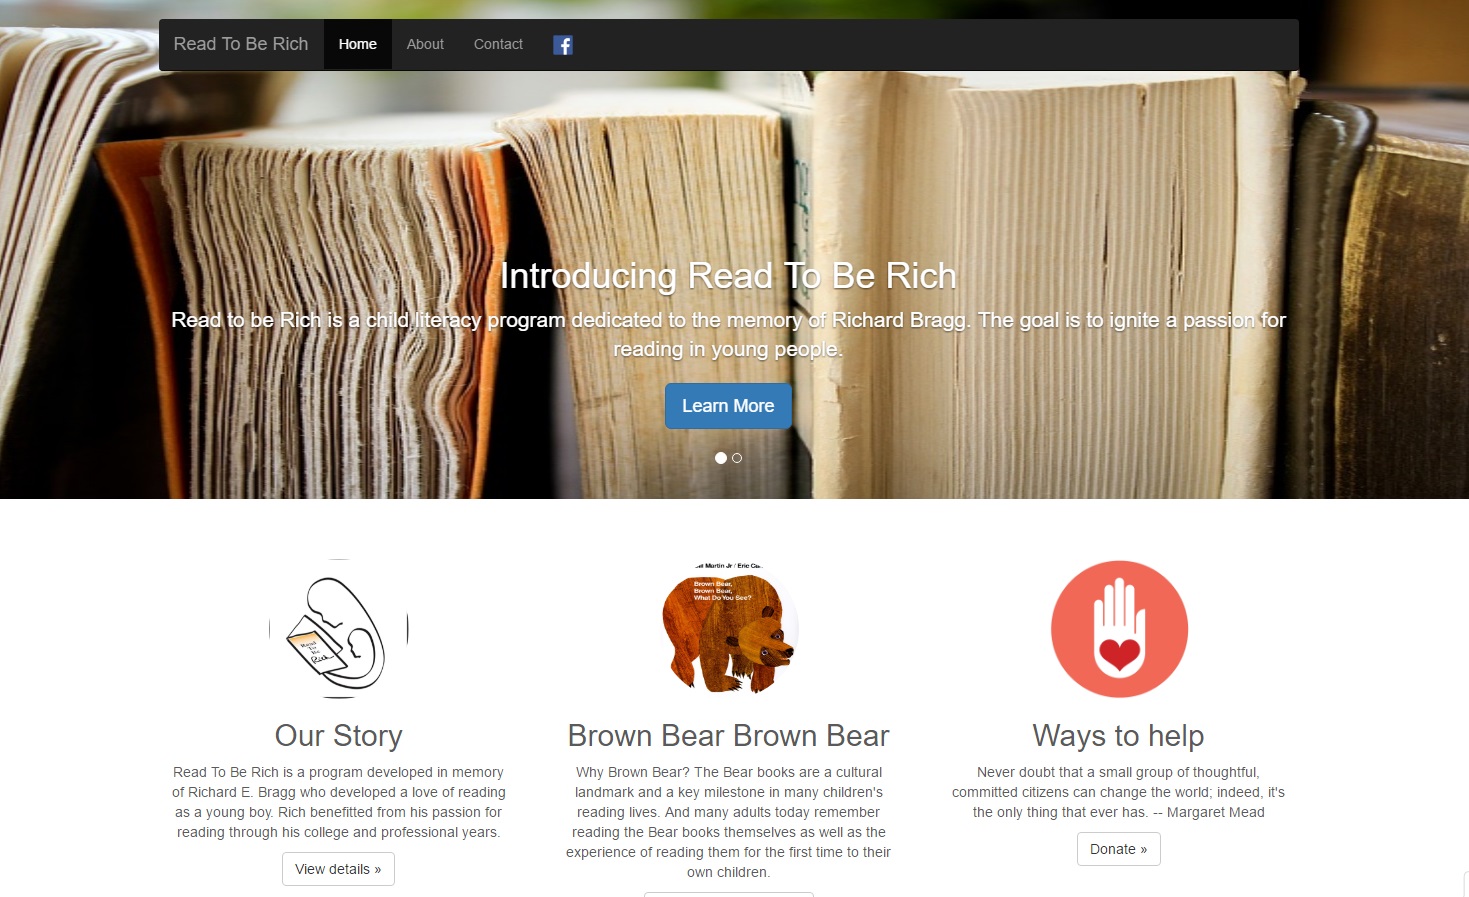 Read To Be Rich Home About Contact
Introducing Read To Be Rich
Read to be Rich is a child literacy program dedicated to the memory of Richard Bragg. The goal is to ignite a passion for
reading in young people.
Learn More
Read
To
Be
Rich
Bill Martin Jr / Eric Ca
Brown Bear,
Brown Bear,
What Do You See?
Our Story
Read To Be Rich is a program developed in memory
of Richard E. Bragg who developed a love of reading
as a young boy. Rich benefitted from his passion for
reading through his college and professional years.
View details »
Brown Bear Brown Bear
Why Brown Bear? The Bear books are a cultural
landmark and a key milestone in many children's
reading lives. And many adults today remember
reading the Bear books themselves as well as the
experience of reading them for the first time to their
own children.
Ways to help
Never doubt that a small group of thoughtful,
committed citizens can change the world; indeed, it's
the only thing that ever has. -- Margaret Mead
Donate »